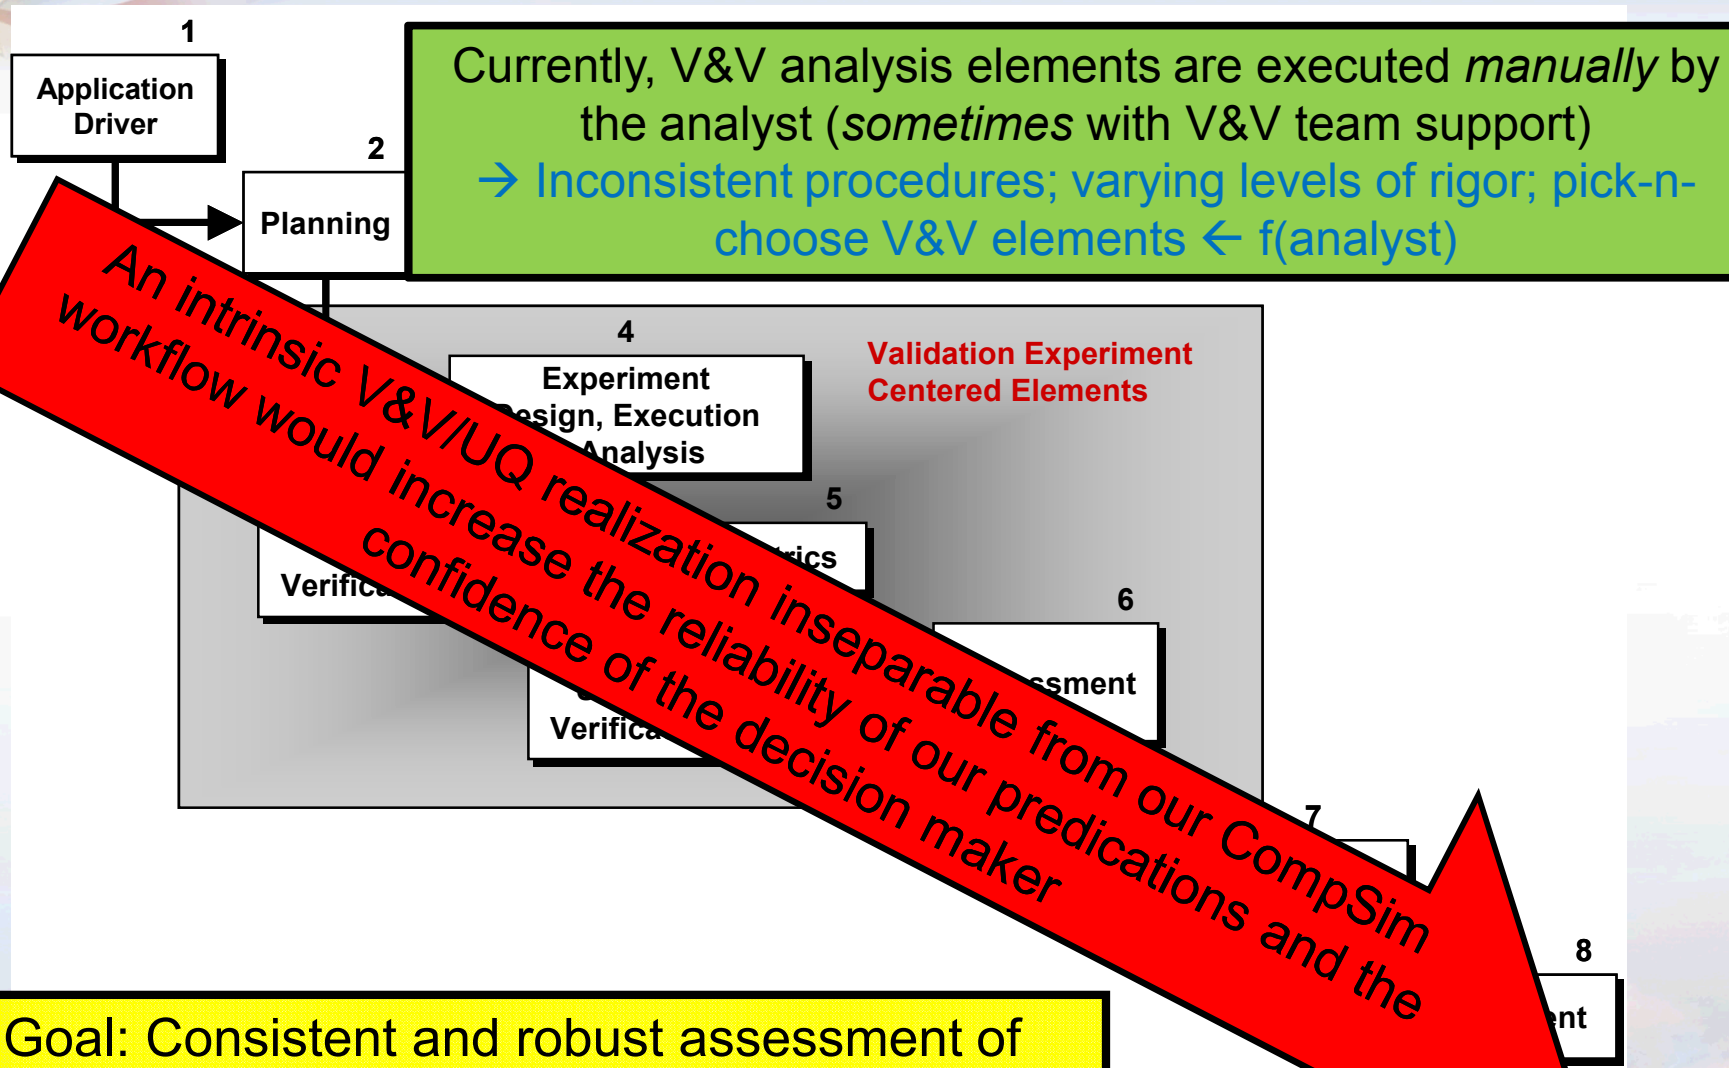 1
Application
Driver
2
Planning
Currently, V&V analysis elements are executed manually by
the analyst (sometimes with V&V team support)
→ Inconsistent procedures; varying levels of rigor; pick-n-
choose V&V elements ← f(analyst)
4
Experiment
Design, Execution
Analysis
Validation Experiment
Centered Elements
5
6
7
8
An intrinsic V&V/UQ realization inseparable from our CompSim
workflow would increase the reliability of our predications and the
confidence of the decision maker
Goal: Consistent and robust assessment of